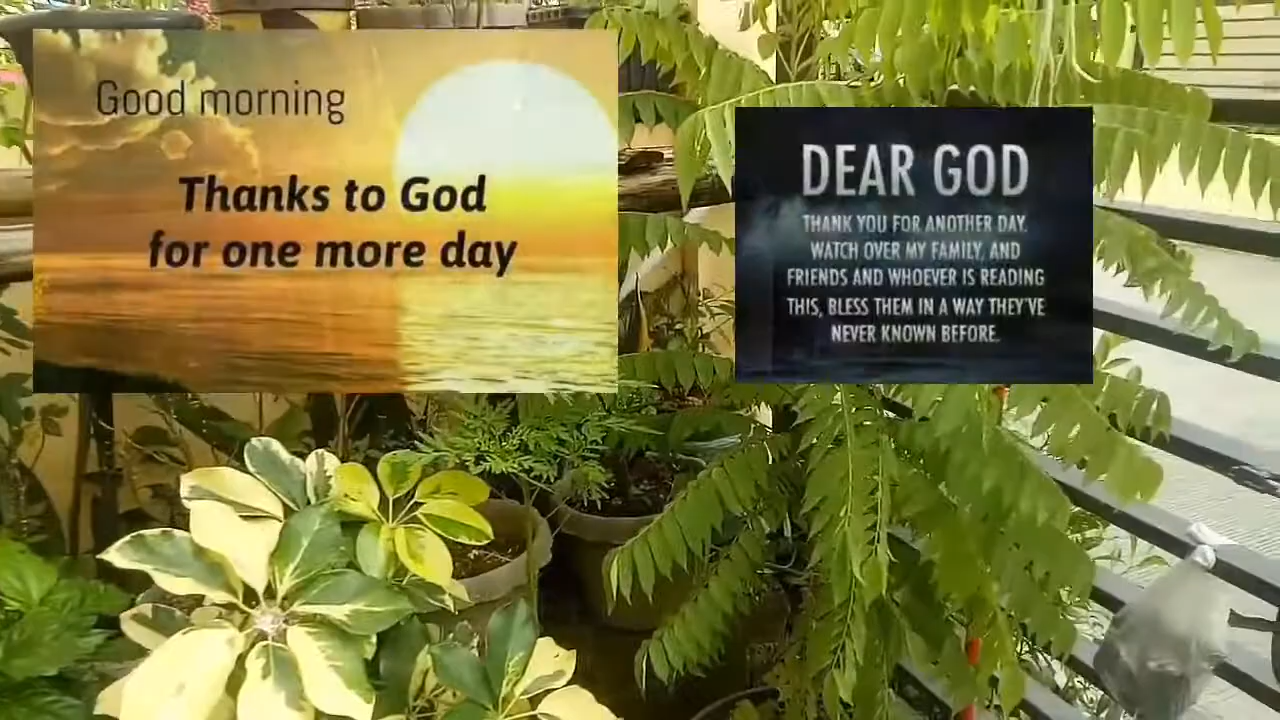 Good morning
Thanks to God
for one more day
DEAR GOD
THANK YOU FOR ANOTHER DAY.
WATCH OVER MY FAMILY, AND
FRIENDS AND WHOEVER IS READING
THIS, BLESS THEM IN A WAY THEY'VE
NEVER KNOWN BEFORE.